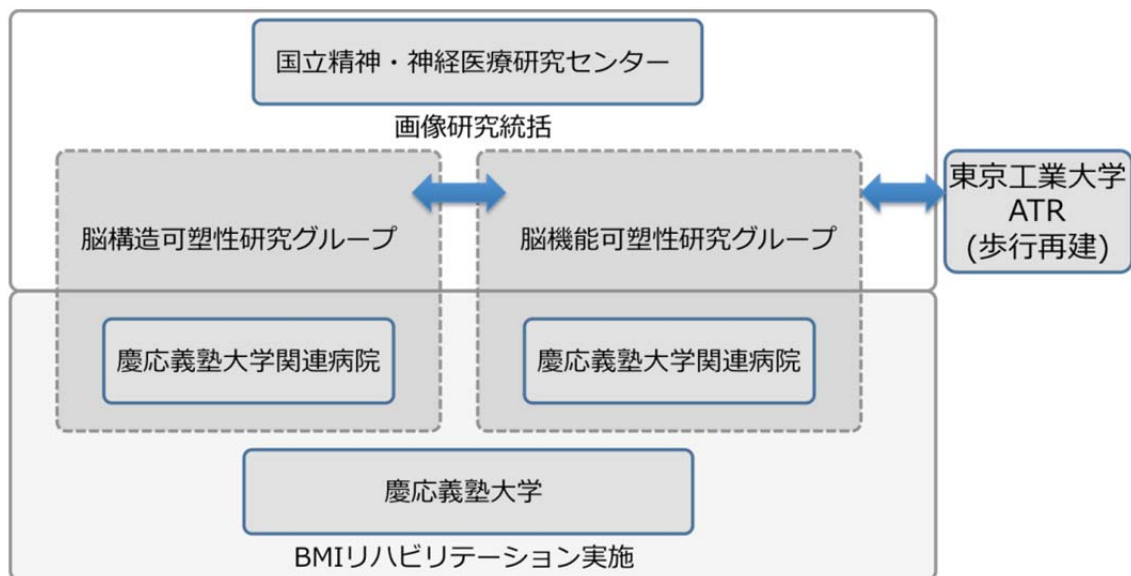 国立精神・神経医療研究センター
画像研究統括
脳構造可塑性研究グループ
脳機能可塑性研究グループ
東京工業大学
ATR
(歩行再建)
慶応義塾大学関連病院
慶応義塾大学関連病院
慶応義塾大学
BMIリハビリテーション実施